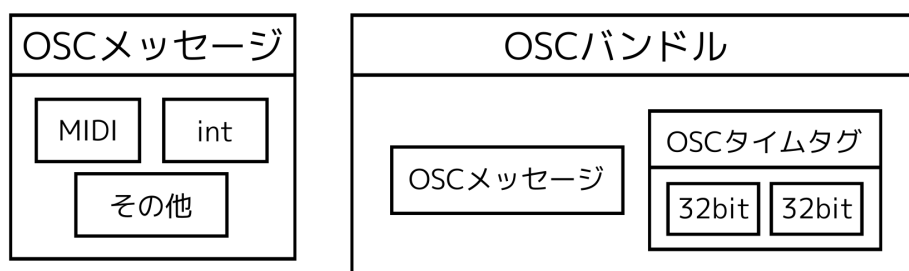 OSCメッセージ
MIDI
int
その他
OSCバンドル
OSCメッセージ
OSCタイムタグ
32bit
32bit